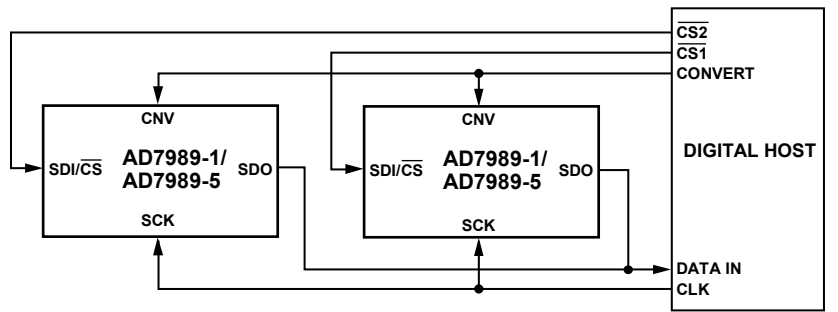 CS2
CS1
CONVERT
CNV
CNV
SDI/CS
AD7989-1/
AD7989-5
SDO
SDI/CS
AD7989-1/
AD7989-5
SDO
DIGITAL HOST
SCK
SCK
DATA IN
CLK